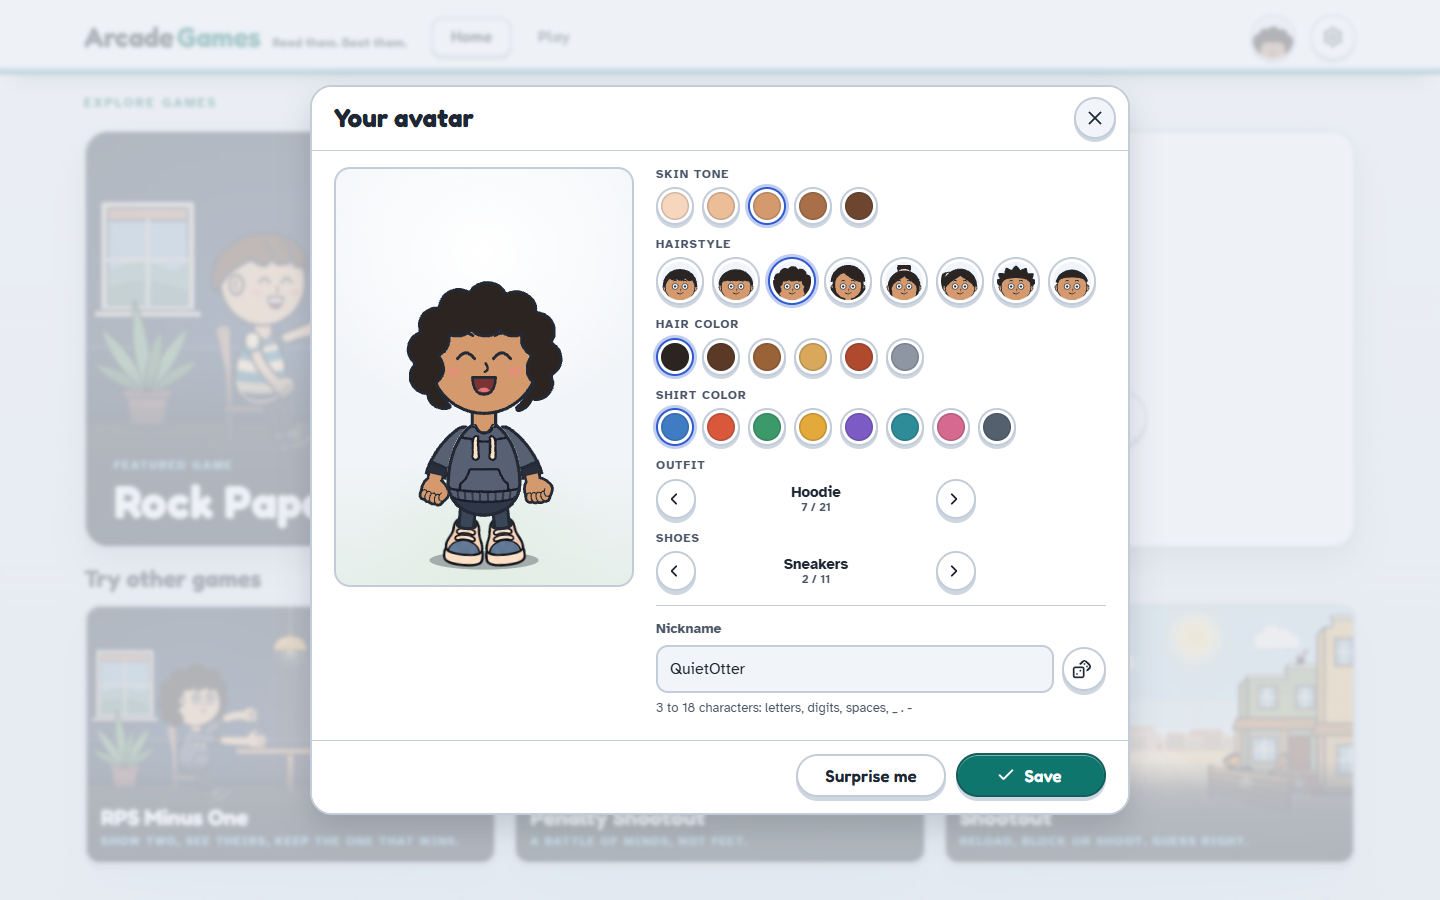 Arcade Games Read them. Beat them. Home Play
EXPLORE GAMES
Your avatar
SKIN TONE
HAIRSTYLE
HAIR COLOR
SHIRT COLOR
OUTFIT
Hoodie
7 / 21
SHOES
Sneakers
2 / 11
Nickname
QuietOtter
3 to 18 characters: letters, digits, spaces, _ . -
Surprise me
Save
FEATURED GAME
Rock Pape
Try other games
RPS Minus One
SHOW TWO, SEE THEIRS, KEEP THE ONE THAT WINS.
Penalty Shootout
A BATTLE OF MINDS, NOT FEET.
Shootout
RELOAD, BLOCK OR SHOOT. GUESS RIGHT.